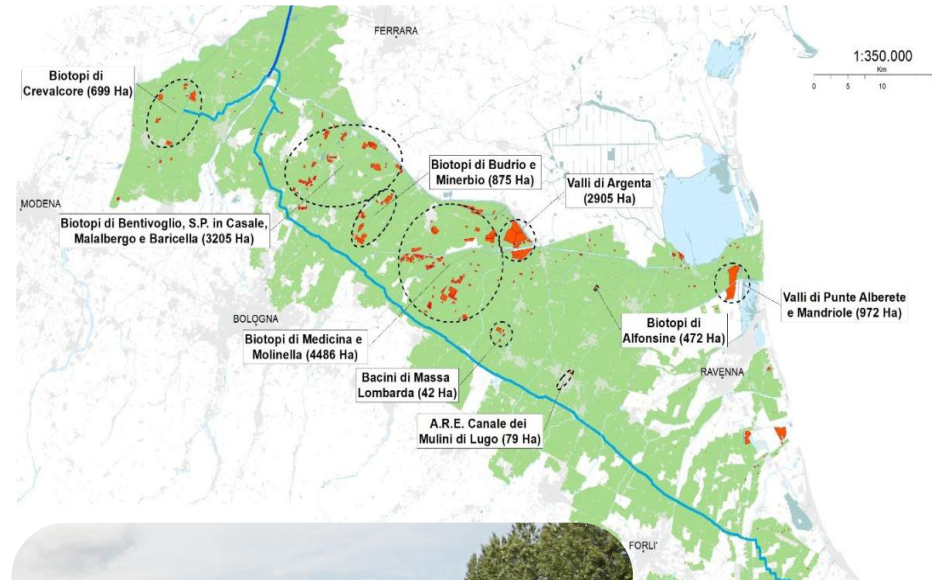 FERRARA
1:350.000
Km
0 5 10
Biotopi di
Crevalcore (699 Ha)
Biotopi di Budrio e
Minerbio (875 Ha)
Valli di Argenta
(2905 Ha)
MODENA
Biotopi di Bentivoglio, S.P. in Casale,
Malalbergo e Baricella (3205 Ha)
Valli di Punte Alberete
e Mandriole (972 Ha)
BOLOGNA
Biotopi di
Alfonsine (472 Ha)
Biotopi di Medicina e
Molinella (4486 Ha)
RAVENNA
Bacini di Massa
Lombarda (42 Ha)
A.R.E. Canale dei
Mulini di Lugo (79 Ha)
FORLI'